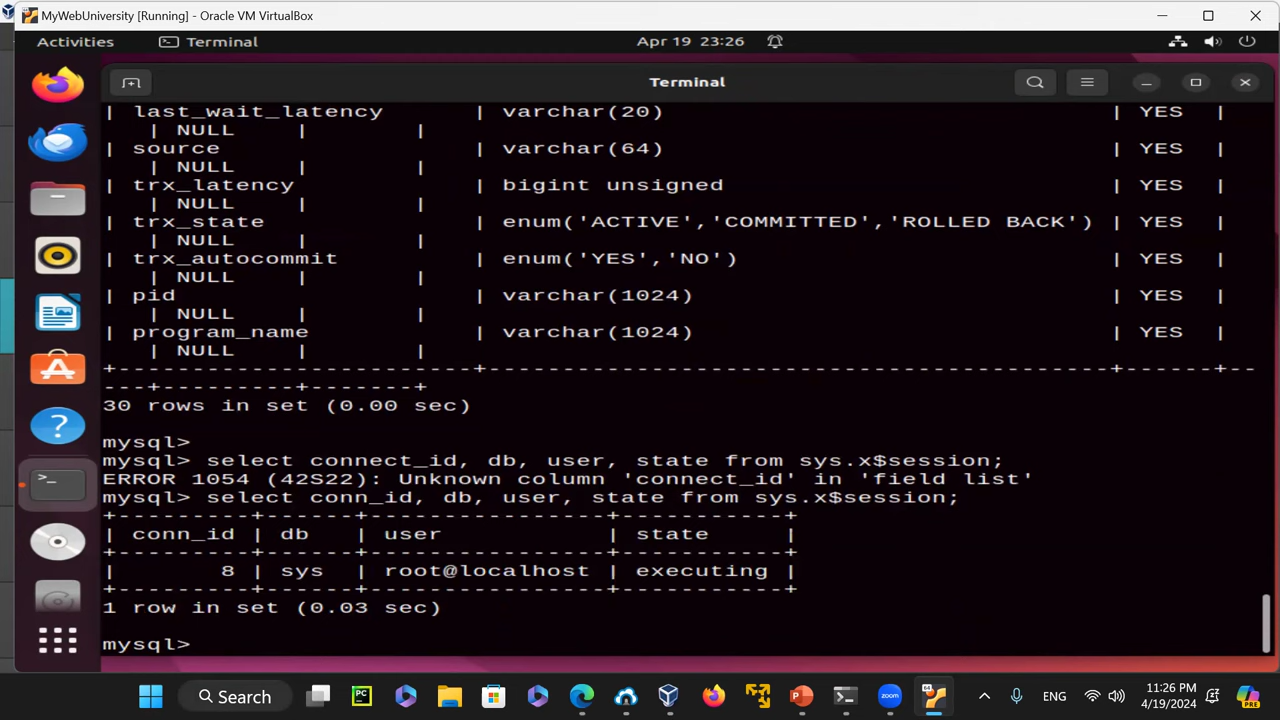 MyWebUniversity [Running] - Oracle VM VirtualBox
Activities Terminal Apr 19 23:26
Terminal
| last_wait_latency | varchar(20) | YES |
| NULL | |
| source | varchar(64) | YES |
| NULL | |
| trx_latency | bigint unsigned | YES |
| NULL | |
| trx_state | enum('ACTIVE','COMMITTED','ROLLED BACK') | YES |
| NULL | |
| trx_autocommit | enum('YES','NO') | YES |
| NULL | |
| pid | varchar(1024) | YES |
| NULL | |
| program_name | varchar(1024) | YES |
| NULL | |
+-------------------------+-------------------------------------------+------+--
---+---------+-------+
30 rows in set (0.00 sec)
mysql>
mysql> select connect_id, db, user, state from sys.x$session;
ERROR 1054 (42S22): Unknown column 'connect_id' in 'field list'
mysql> select conn_id, db, user, state from sys.x$session;
+---------+------+----------------+-----------+
| conn_id | db | user | state |
+---------+------+----------------+-----------+
| 8 | sys | root@localhost | executing |
+---------+------+----------------+-----------+
1 row in set (0.03 sec)
mysql>
Search ENG 11:26 PM
4/19/2024